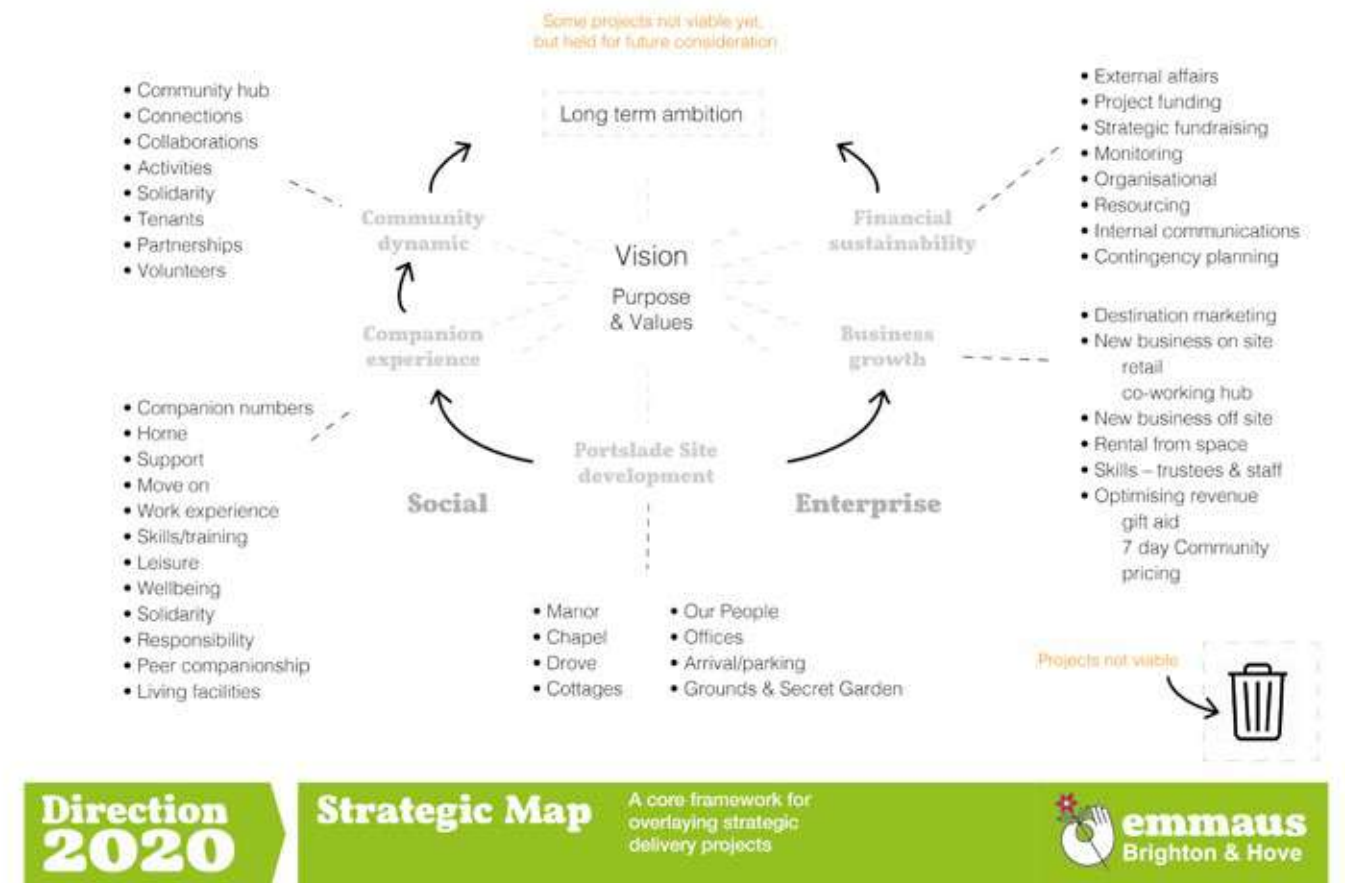 Some projects not viable yet,
but held for future consideration
Long term ambition
• Community hub
• Connections
• Collaborations
• Activities
• Solidarity
• Tenants
• Partnerships
• Volunteers
• External affairs
• Project funding
• Strategic fundraising
• Monitoring
• Organisational
• Resourcing
• Internal communications
• Contingency planning
Community
dynamic
Financial
sustainability
Vision
Purpose
& Values
Companion
experience
Business
growth
• Destination marketing
• New business on site
retail
co-working hub
• New business off site
• Rental from space
• Skills – trustees & staff
• Optimising revenue
gift aid
7 day Community
pricing
• Companion numbers
• Home
• Support
• Move on
• Work experience
• Skills/training
• Leisure
• Wellbeing
• Solidarity
• Responsibility
• Peer companionship
• Living facilities
Portslade Site
development
Social
Enterprise
• Manor
• Chapel
• Drove
• Cottages
• Our People
• Offices
• Arrival/parking
• Grounds & Secret Garden
Projects not viable
Direction
2020
Strategic Map
A core framework for
overlaying strategic
delivery projects
emmaus
Brighton & Hove